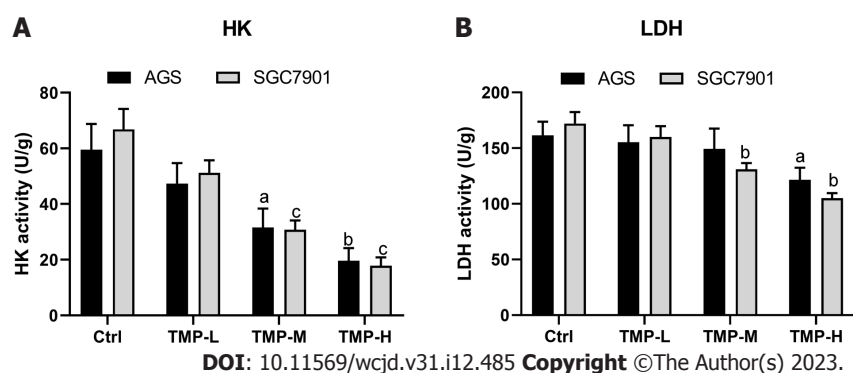 A HK
AGS SGC7901
HK activity (U/g)
80
60
40
20
0
a
c
b
c
Ctrl TMP-L TMP-M TMP-H
B LDH
AGS SGC7901
LDH activity (U/g)
200
150
100
50
0
b
a
b
Ctrl TMP-L TMP-M TMP-H
DOI: 10.11569/wcjd.v31.i12.485 Copyright ©The Author(s) 2023.